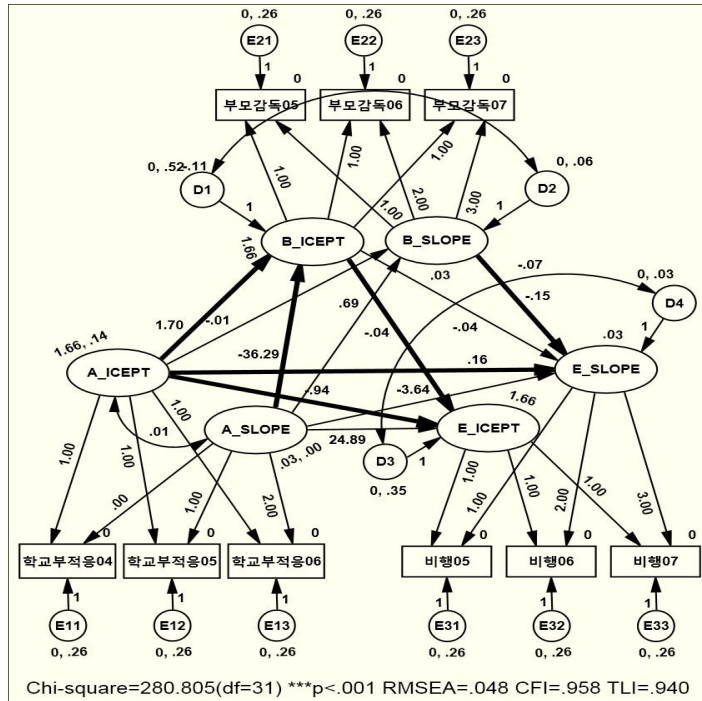 0, .26 0, .26 0, .26
E21 E22 E23
1 1 1
0 0 0
부모감독05 부모감독06 부모감독07
0, .52 -.11 0, .06
1.00 1.00 1.00
D1 D2
1 1.00 2.00 3.00 1
B_ICEPT B_SLOPE
1.66 .03 -.07 0, .03
.69 -.15 D4
1.70 -.01 -.04 -.04 1
1.66, .14 -36.29 .16 .03
A_ICEPT E_SLOPE
-.94 -3.64 1.66
1.00 A_SLOPE E_ICEPT
.01 .03, .00 24.89
D3 1
1.00 1.00 .00 1.00 2.00 0, .35 1.00 1.00 1.00 2.00 1.00 3.00
0 0 0 0 0 0
학교부적응04 학교부적응05 학교부적응06 비행05 비행06 비행07
1 1 1 1 1 1
E11 E12 E13 E31 E32 E33
0, .26 0, .26 0, .26 0, .26 0, .26 0, .26
Chi-square=280.805(df=31) ***p<.001 RMSEA=.048 CFI=.958 TLI=.940